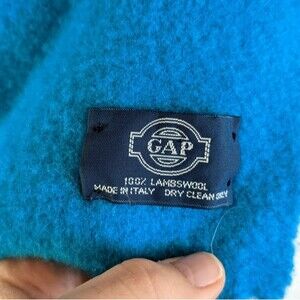 GAP
100% LAMBSWOOL
MADE IN ITALY DRY CLEAN ONLY